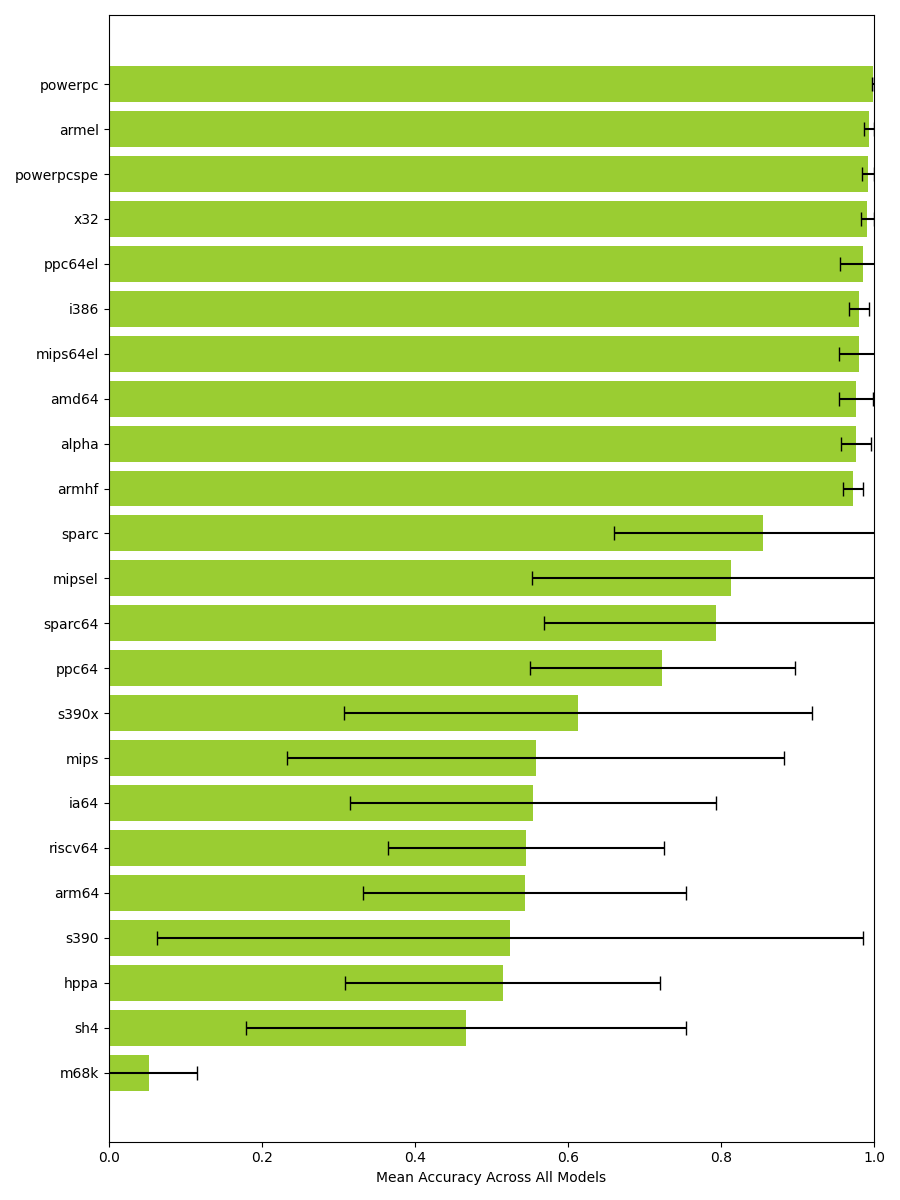 powerpc
armel
powerpcspe
x32
ppc64el
i386
mips64el
amd64
alpha
armhf
sparc
mipsel
sparc64
ppc64
s390x
mips
ia64
riscv64
arm64
s390
hppa
sh4
m68k
0.0 0.2 0.4 0.6 0.8 1.0
Mean Accuracy Across All Models